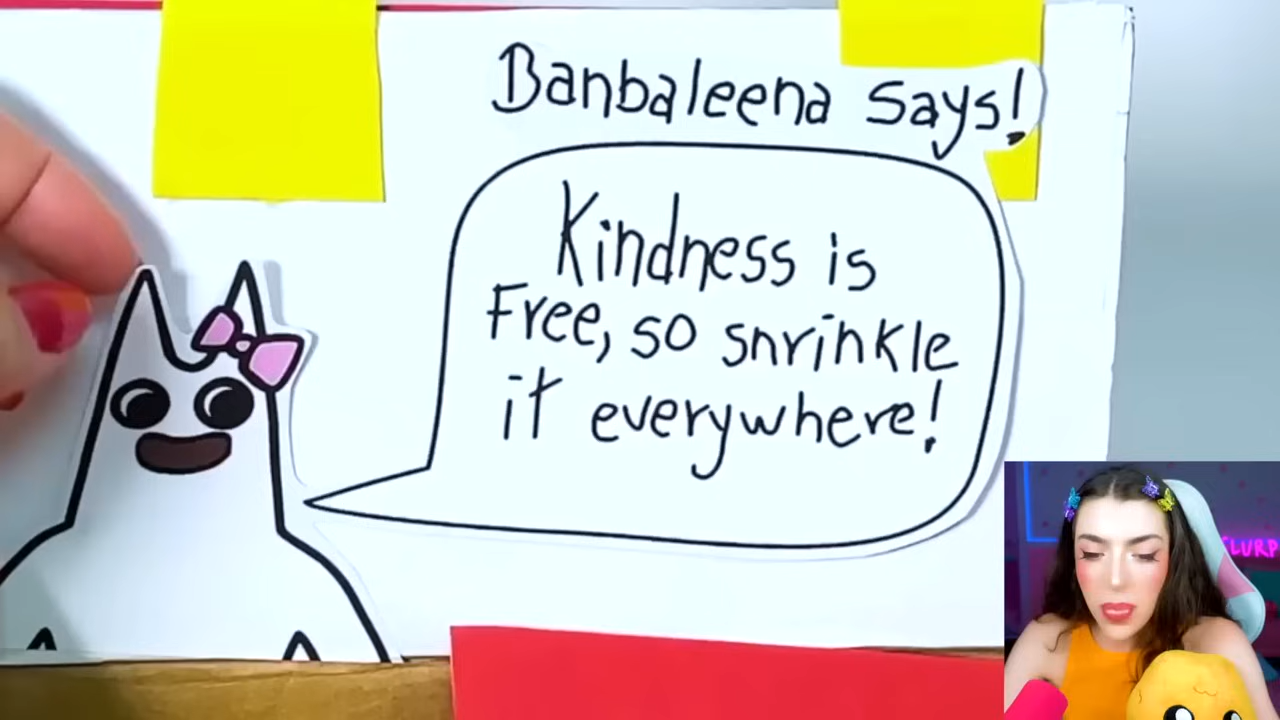 Banbaleena says!
Kindness is
Free, so snrinkle
it everywhere!